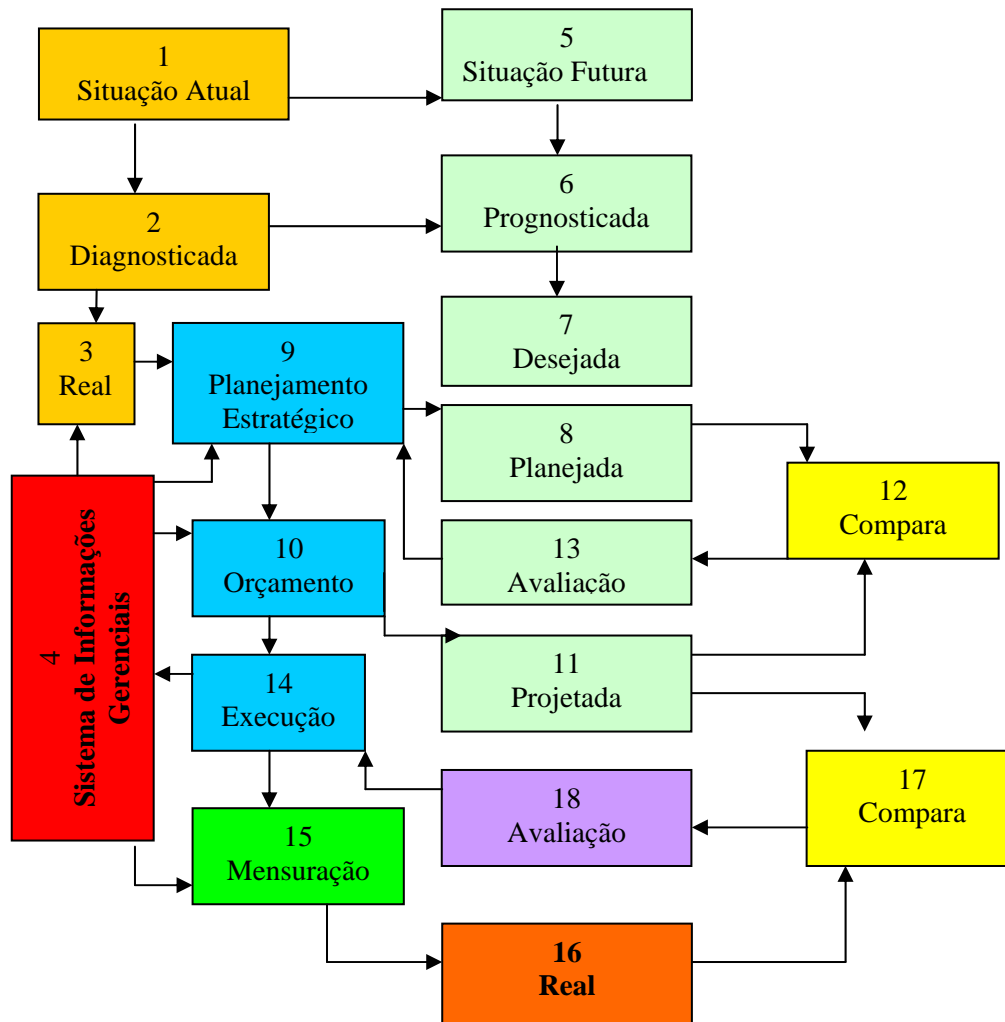 1
Situação Atual
5
Situação Futura
2
Diagnosticada
6
Prognosticada
3
Real
9
Planejamento
Estratégico
7
Desejada
8
Planejada
4
Sistema de Informações
Gerenciais
10
Orçamento
13
Avaliação
12
Compara
14
Execução
11
Projetada
15
Mensuração
18
Avaliação
17
Compara
16
Real